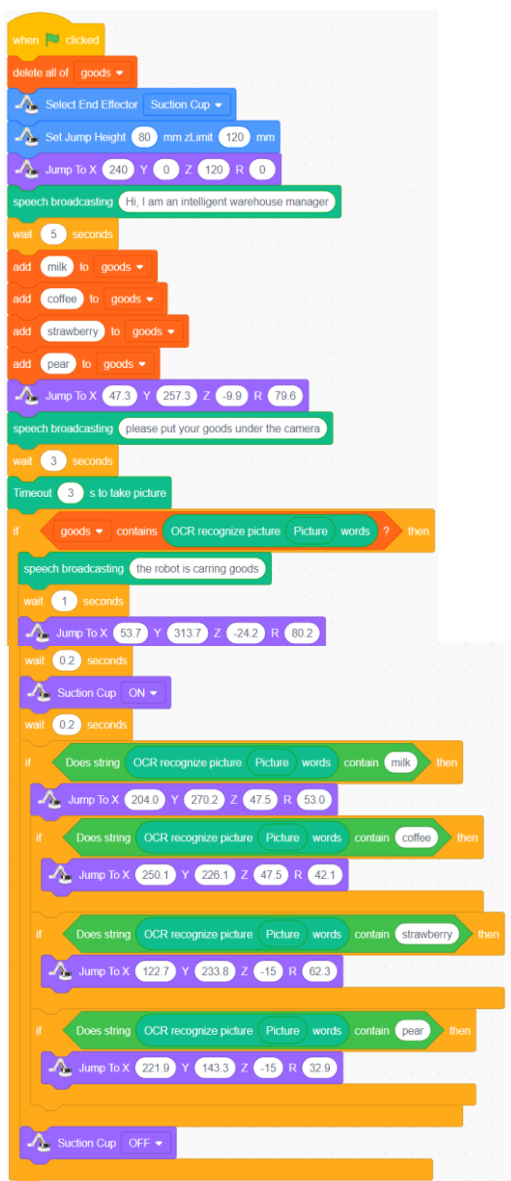 when clicked
delete all of goods
Select End Effector Suction Cup
Set Jump Height 80 mm zLimit 120 mm
Jump To X 240 Y 0 Z 120 R 0
speech broadcasting Hi, I am an intelligent warehouse manager
wait 5 seconds
add milk to goods
add coffee to goods
add strawberry to goods
add pear to goods
Jump To X 47.3 Y 257.3 Z -9.9 R 79.6
speech broadcasting please put your goods under the camera
wait 3 seconds
Timeout 3 s to take picture
if goods contains OCR recognize picture Picture words ? then
speech broadcasting the robot is carring goods
wait 1 seconds
Jump To X 53.7 Y 313.7 Z -24.2 R 80.2
wait 0.2 seconds
Suction Cup ON
wait 0.2 seconds
if Does string OCR recognize picture Picture words contain milk then
Jump To X 204.0 Y 270.2 Z 47.5 R 53.0
if Does string OCR recognize picture Picture words contain coffee then
Jump To X 250.1 Y 226.1 Z 47.5 R 42.1
if Does string OCR recognize picture Picture words contain strawberry then
Jump To X 122.7 Y 233.8 Z -15 R 62.3
if Does string OCR recognize picture Picture words contain pear then
Jump To X 221.9 Y 143.3 Z -15 R 32.9
Suction Cup OFF